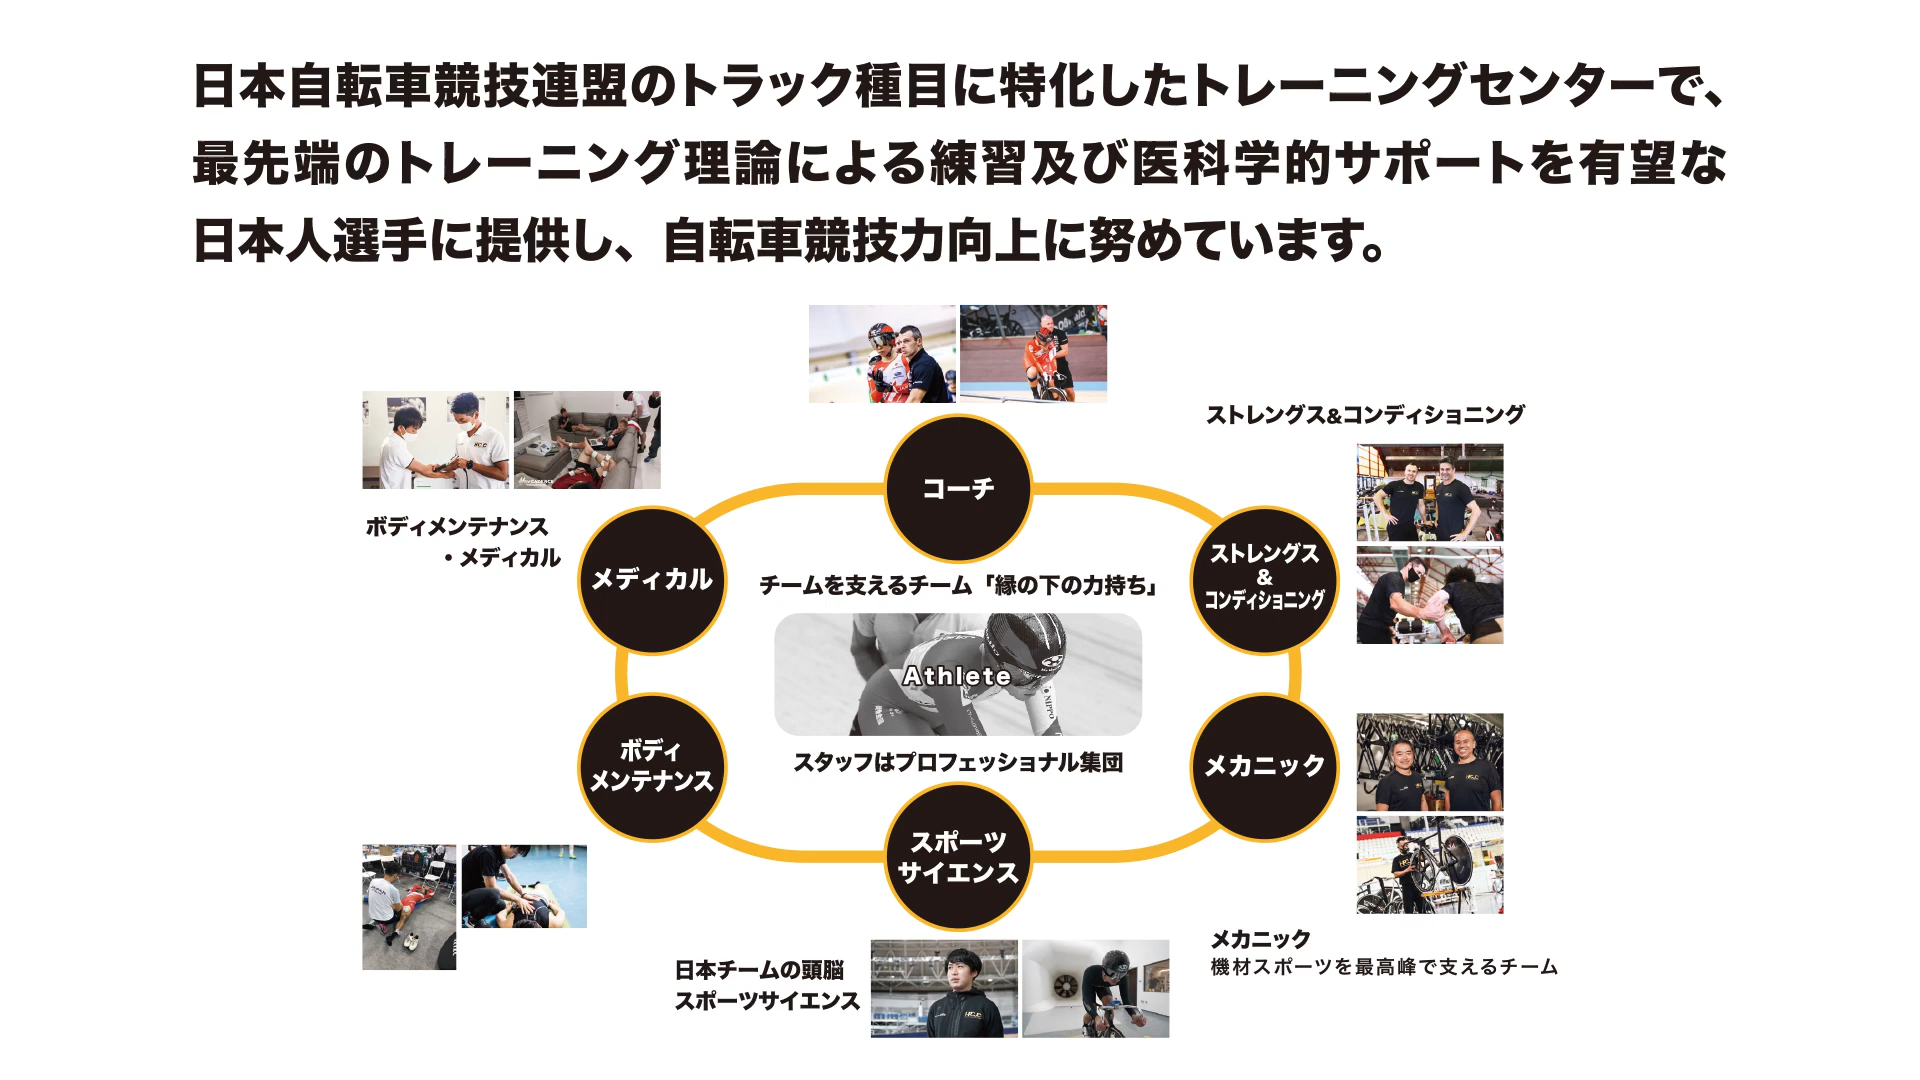 日本自転車競技連盟のトラック種目に特化したトレーニングセンターで、
最先端のトレーニング理論による練習及び医科学的サポートを有望な
日本人選手に提供し、自転車競技力向上に努めています。
ストレングス&コンディショニング
コーチ
ボディメンテナンス
・メディカル
メディカル
ストレングス
&
コンディショニング
チームを支えるチーム「縁の下の力持ち」
Athlete
スタッフはプロフェッショナル集団
ボディ
メンテナンス
メカニック
スポーツ
サイエンス
メカニック
機材スポーツを最高峰で支えるチーム
日本チームの頭脳
スポーツサイエンス